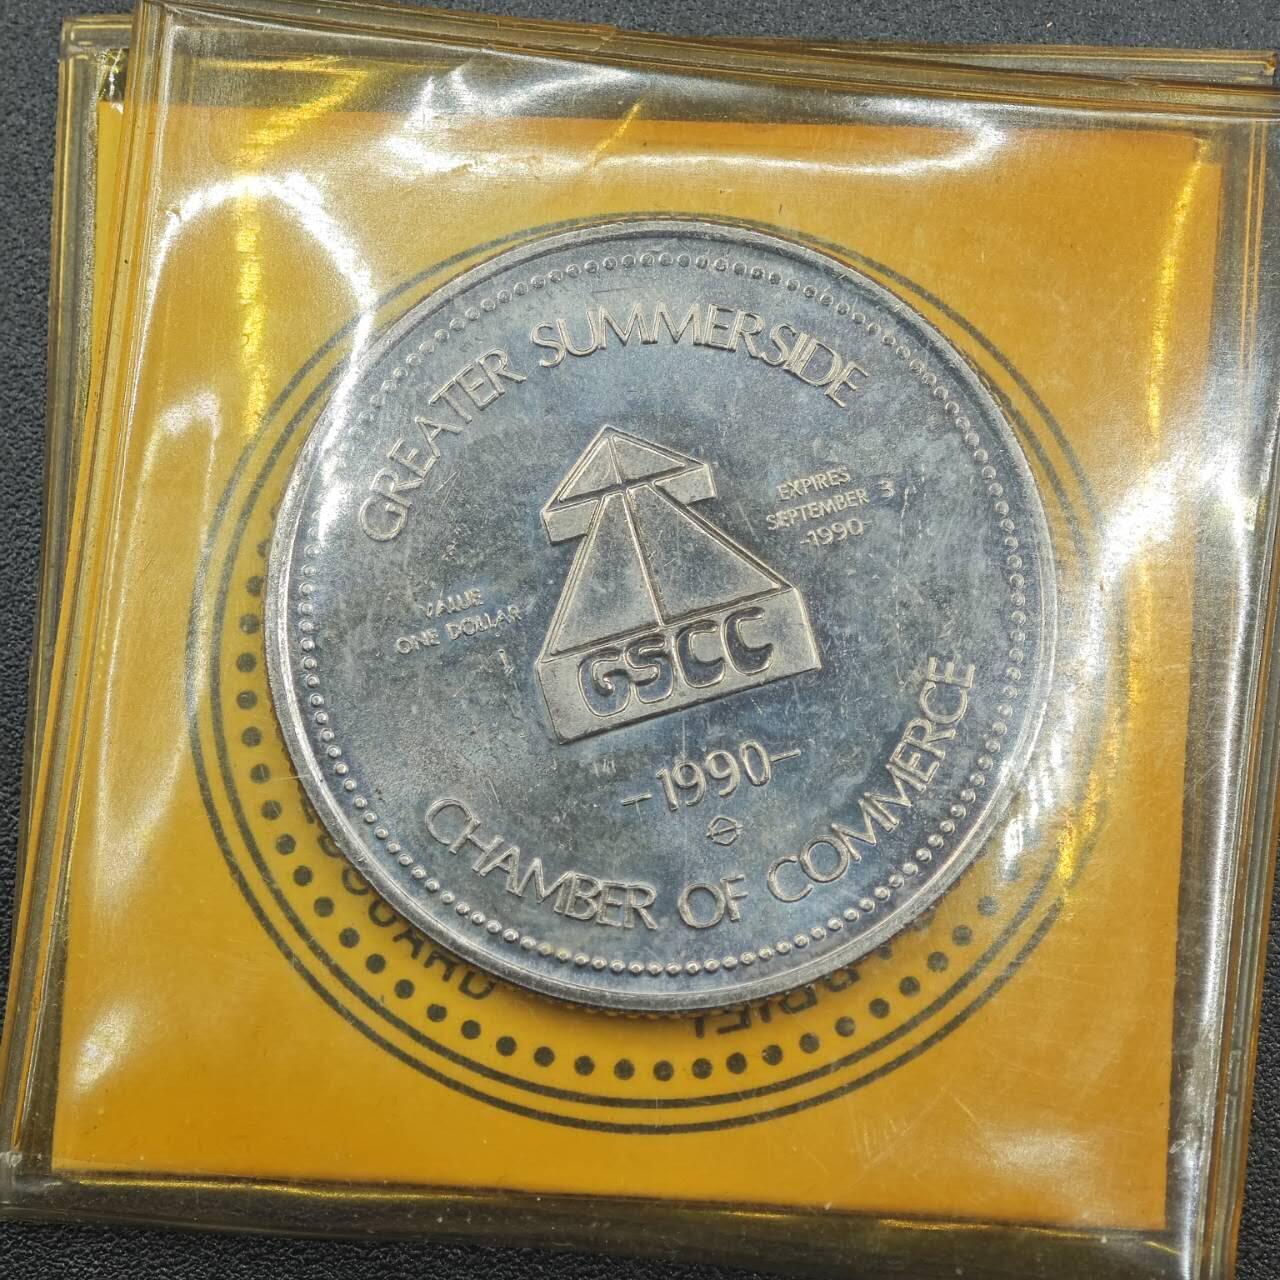 GREATER SUMMERSIDE
EXPIRES
SEPTEMBER 3
-1990-
VALUE
ONE DOLLAR
GSCC
-1990-
CHAMBER OF COMMERCE